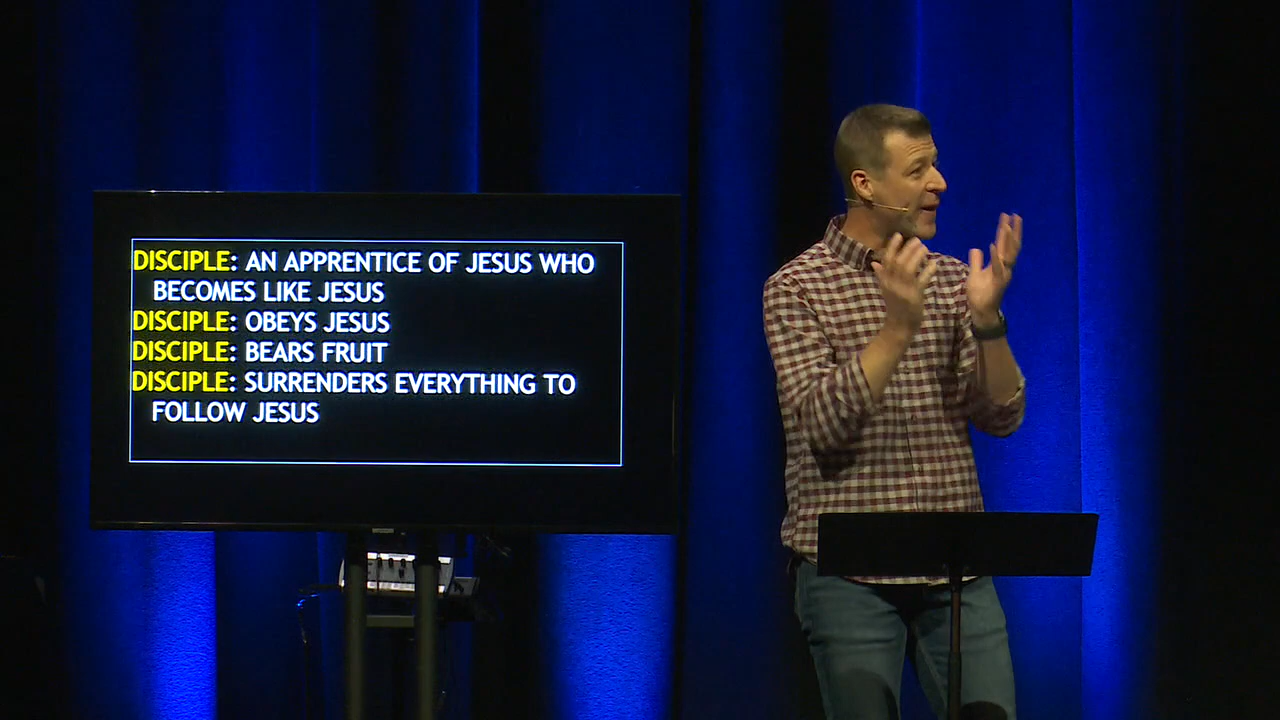 DISCIPLE: AN APPRENTICE OF JESUS WHO
BECOMES LIKE JESUS
DISCIPLE: OBEYS JESUS
DISCIPLE: BEARS FRUIT
DISCIPLE: SURRENDERS EVERYTHING TO
FOLLOW JESUS